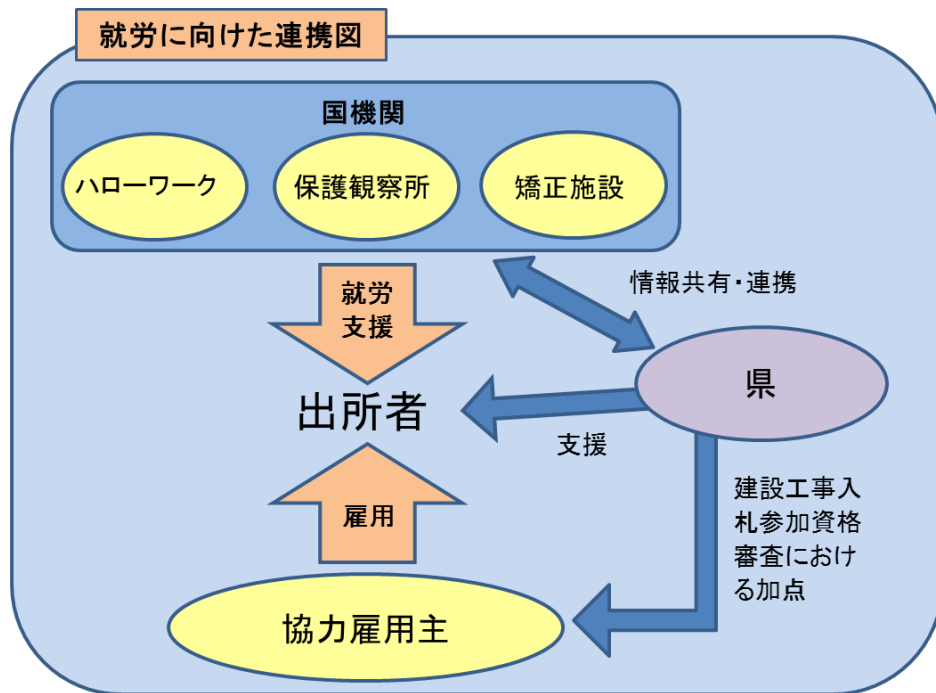 就労に向けた連携図
国機関
ハローワーク
保護観察所
矯正施設
就労
支援
情報共有・連携
県
出所者
支援
雇用
建設工事入
札参加資格
審査におけ
る加点
協力雇用主